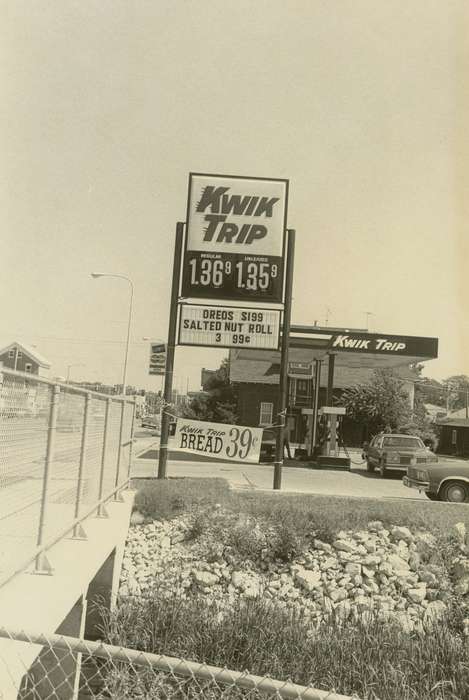 KWIK
TRIP
REGULAR UNLEADED
1.36⁹ 1.35⁹
OREOS $199
SALTED NUT ROLL
3 99¢
KWIK TRIP
KWIK TRIP
BREAD 39¢